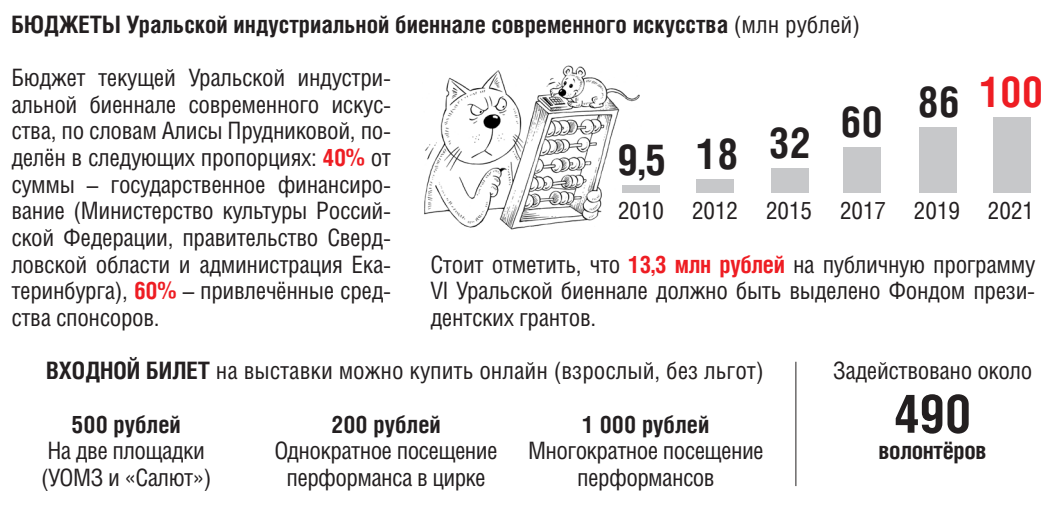 БЮДЖЕТЫ Уральской индустриальной биеннале современного искусства (млн рублей)
Бюджет текущей Уральской индустри-
альной биеннале современного искус-
ства, по словам Алисы Прудниковой, по-
делён в следующих пропорциях: 40% от
суммы – государственное финансиро-
вание (Министерство культуры Россий-
ской Федерации, правительство Сверд-
ловской области и администрация Ека-
теринбурга), 60% – привлечённые сред-
ства спонсоров.
9,5 18 32 60 86 100
2010 2012 2015 2017 2019 2021
Стоит отметить, что 13,3 млн рублей на публичную программу
VI Уральской биеннале должно быть выделено Фондом прези-
дентских грантов.
ВХОДНОЙ БИЛЕТ на выставки можно купить онлайн (взрослый, без льгот)
500 рублей
На две площадки
(УОМЗ и «Салют»)
200 рублей
Однократное посещение
перформанса в цирке
1 000 рублей
Многократное посещение
перформансов
Задействовано около
490
волонтёров